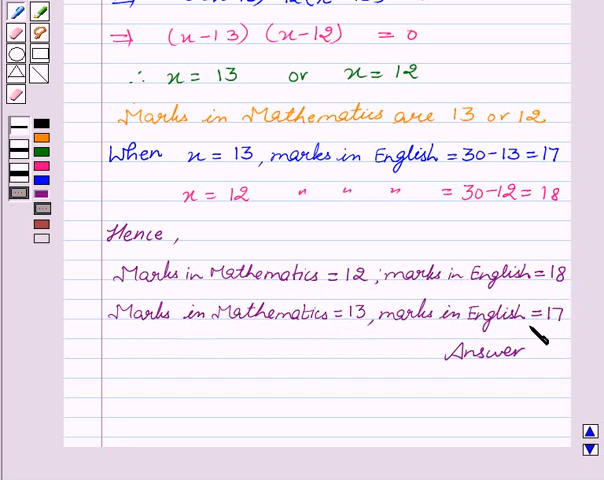 ⇒ (x-13) (x-12) = 0
∴ x = 13 or x = 12
Marks in Mathematics are 13 or 12
When x = 13, marks in English = 30-13 = 17
x = 12 " " " = 30-12 = 18
Hence,
Marks in Mathematics = 12; marks in English = 18
Marks in Mathematics = 13, marks in English = 17
Answer